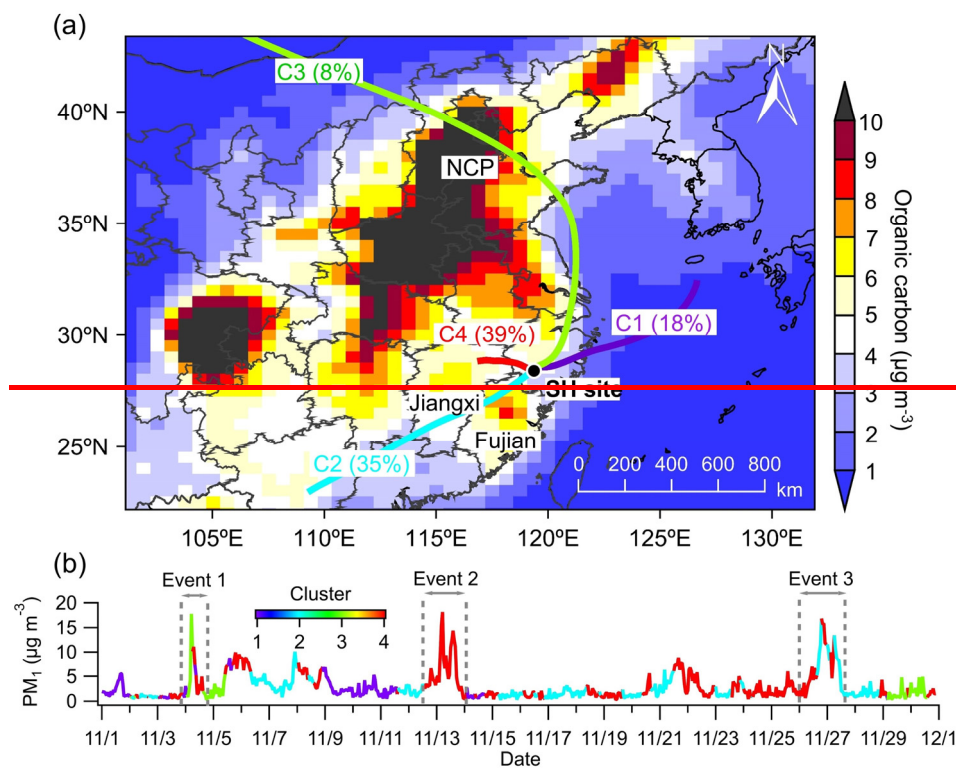 (a)
N
C3 (8%)
40ºN
NCP
35ºN
30ºN
25ºN
C4 (39%)
C1 (18%)
SH site
Jiangxi
Fujian
C2 (35%)
0 200 400 600 800
km
105ºE 110ºE 115ºE 120ºE 125ºE 130ºE
10
9
8
7
6
5
4
3
2
1
Organic carbon (µg m-3)
(b)
Event 1
Event 2
Event 3
Cluster
1 2 3 4
PM1 (µg m-3)
20
15
10
5
0
11/1 11/3 11/5 11/7 11/9 11/11 11/13 11/15 11/17 11/19 11/21 11/23 11/25 11/27 11/29 12/1
Date